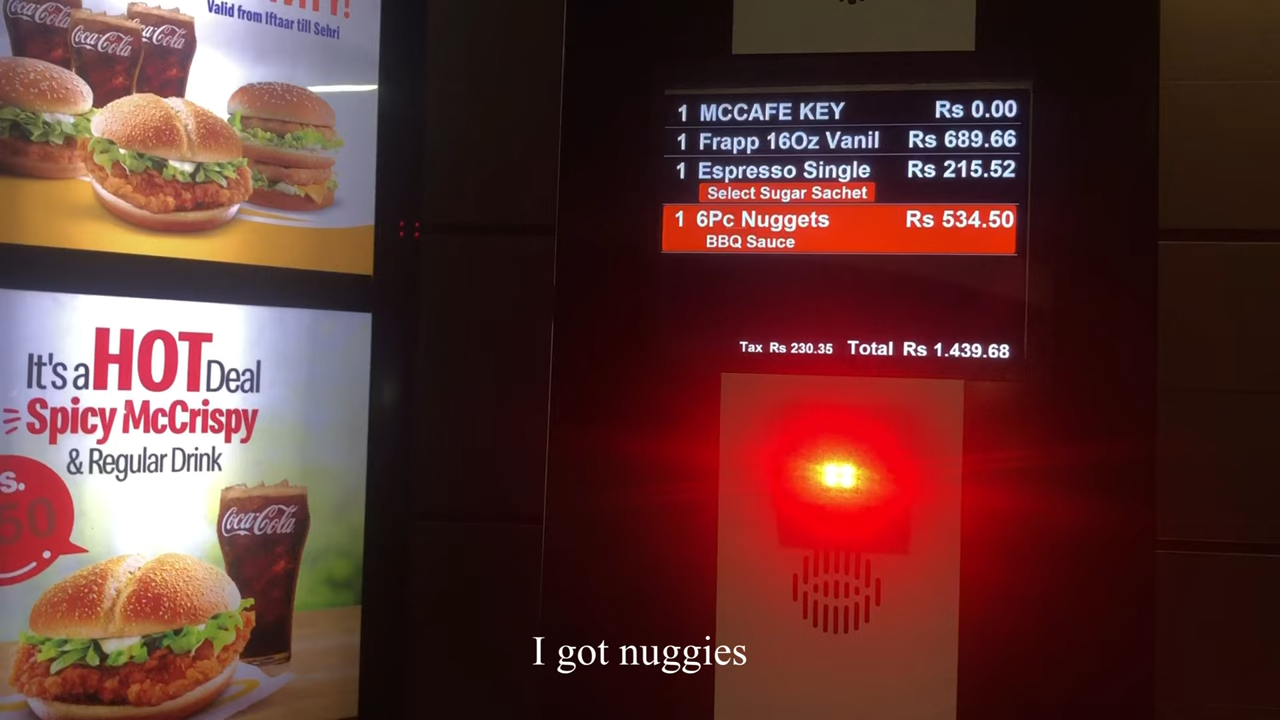 Coca-Cola
Coca-Cola
Coca-Cola
Valid from Iftaar till Sehri
It's a HOT Deal
Spicy McCrispy
& Regular Drink
Coca-Cola
1 MCCAFE KEY Rs 0.00
1 Frapp 16Oz Vanil Rs 689.66
1 Espresso Single Rs 215.52
Select Sugar Sachet
1 6Pc Nuggets Rs 534.50
BBQ Sauce
Tax Rs 230.35 Total Rs 1.439.68
I got nuggies